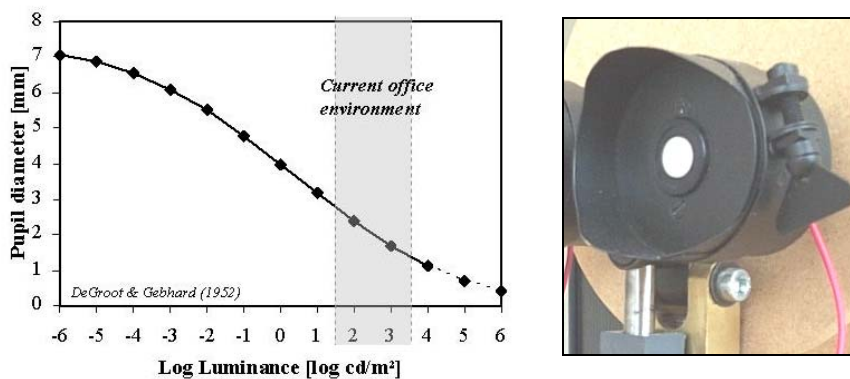 8
7
6
5
4
3
2
1
0
Pupil diameter [mm]
Current office
environment
DeGroot & Gebhard (1952)
-6 -5 -4 -3 -2 -1 0 1 2 3 4 5 6
Log Luminance [log cd/m²]